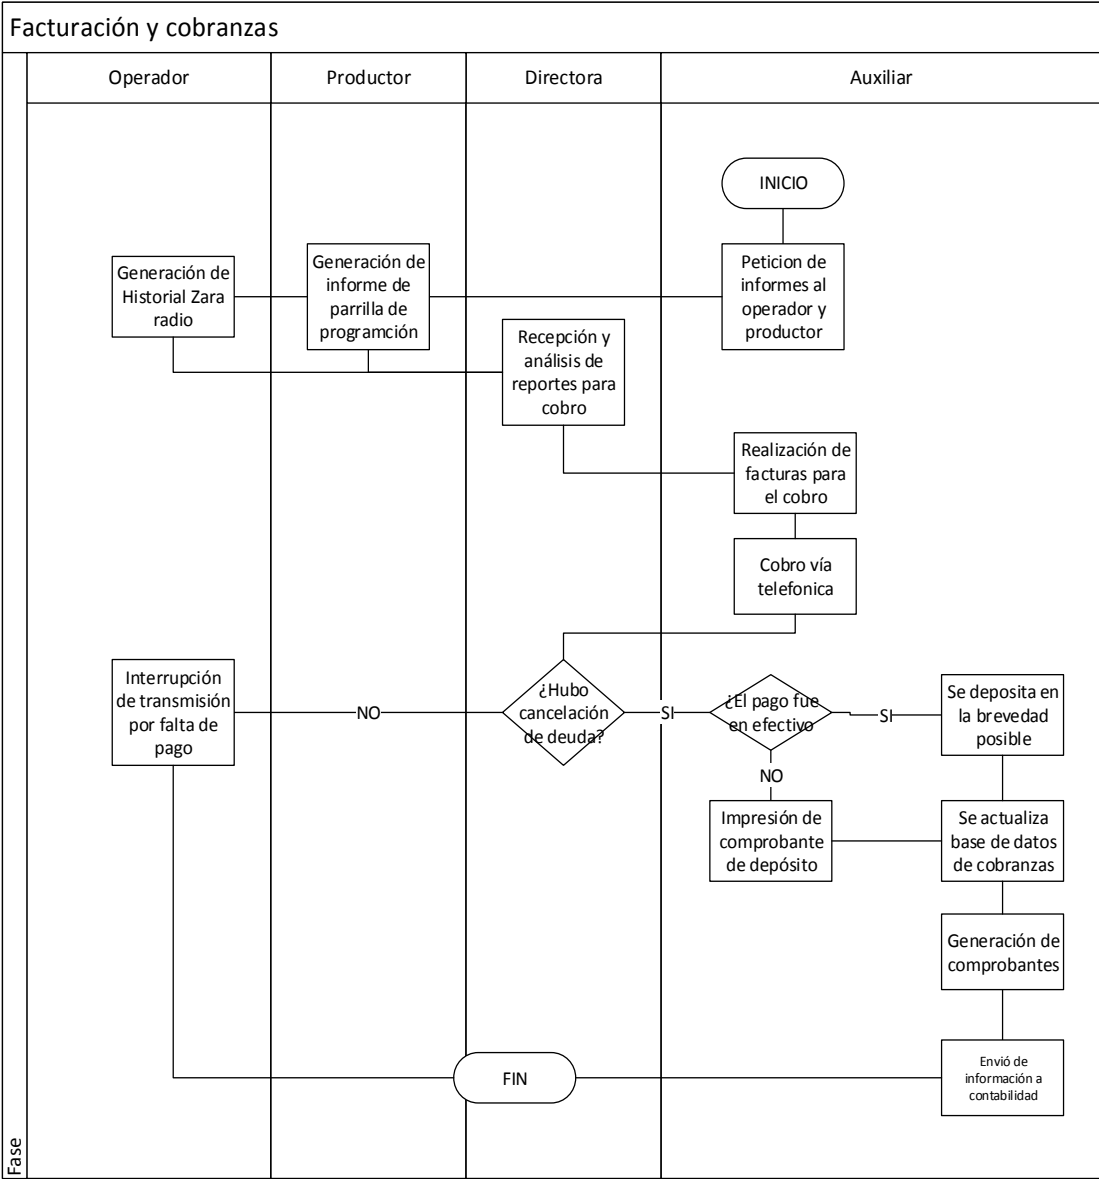 Facturación y cobranzas
Operador
Productor
Directora
Auxiliar
INICIO
Generación de
Historial Zara
radio
Generación de
informe de
parrilla de
programción
Peticion de
informes al
operador y
productor
Recepción y
análisis de
reportes para
cobro
Realización de
facturas para
el cobro
Cobro vía
telefonica
Interrupción
de transmisión
por falta de
pago
NO
¿Hubo
cancelación
de deuda?
SI
¿El pago fue
en efectivo
SI
Se deposita en
la brevedad
posible
NO
Impresión de
comprobante
de depósito
Se actualiza
base de datos
de cobranzas
Generación de
comprobantes
Envió de
información a
contabilidad
FIN
Fase